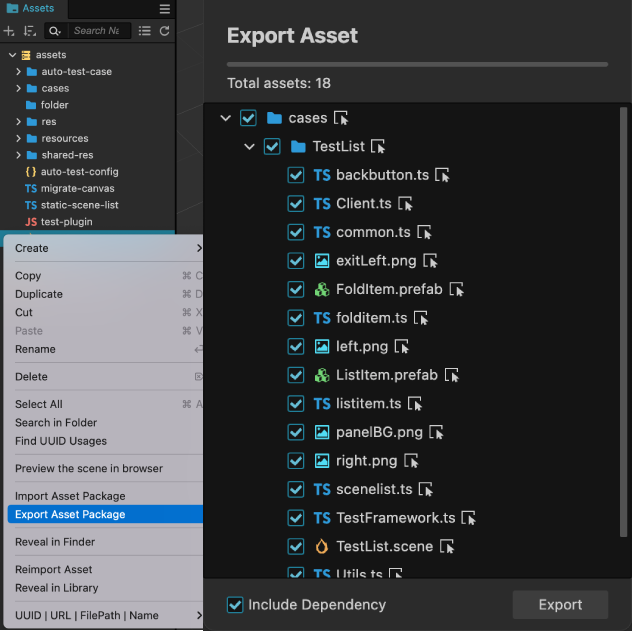 Assets
Search Na
assets
auto-test-case
cases
folder
res
resources
shared-res
{ } auto-test-config
TS migrate-canvas
TS static-scene-list
JS test-plugin
Create
Copy ⌘ C
Duplicate ⌘ D
Cut ⌘ X
Paste ⌘ V
Rename
Delete
Select All ⌘ A
Search in Folder
Find UUID Usages
Preview the scene in browser
Import Asset Package
Export Asset Package
Reveal in Finder
Reimport Asset
Reveal in Library
UUID | URL | FilePath | Name
Export Asset
Total assets: 18
cases
TestList
TS backbutton.ts
TS Client.ts
TS common.ts
exitLeft.png
FoldItem.prefab
TS folditem.ts
left.png
ListItem.prefab
TS listitem.ts
panelBG.png
right.png
TS scenelist.ts
TS TestFramework.ts
TestList.scene
TS Utils.ts
Include Dependency
Export